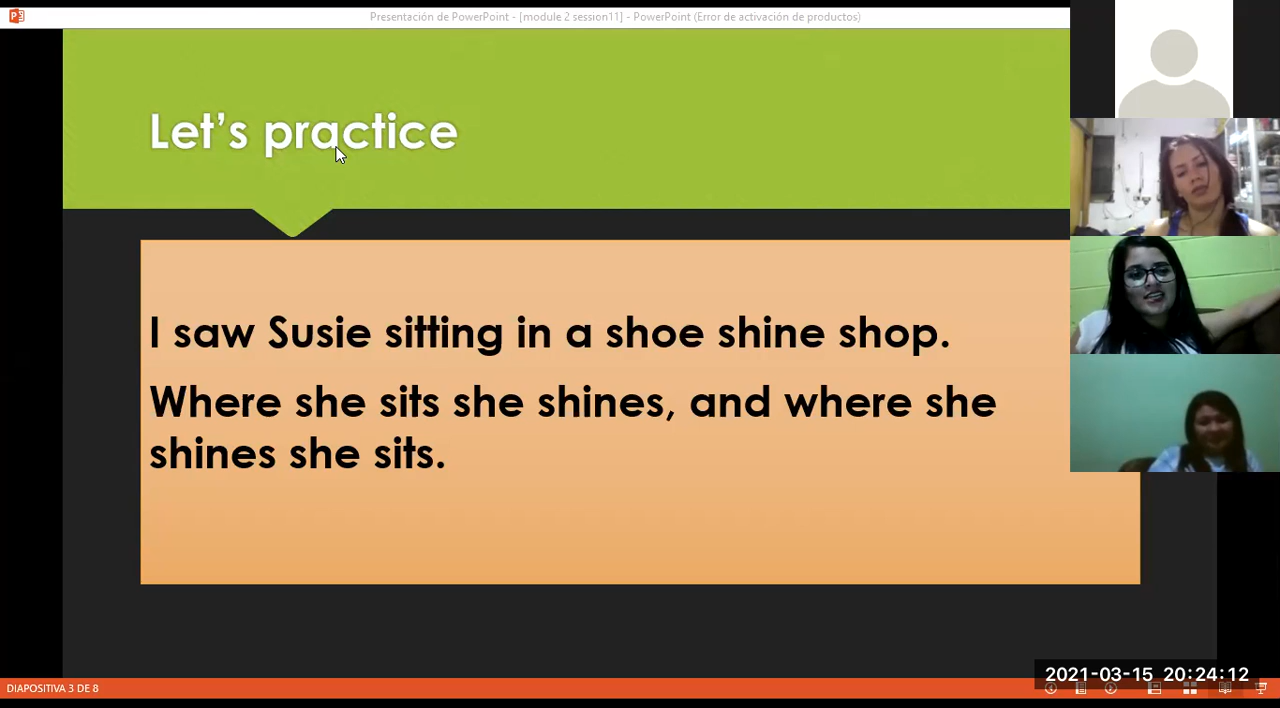 Presentación de PowerPoint - [module 2 session11] - PowerPoint (Error de activación de productos)
Let's practice
I saw Susie sitting in a shoe shine shop.
Where she sits she shines, and where she
shines she sits.
2021-03-15 20:24:12
DIAPOSITIVA 3 DE 8